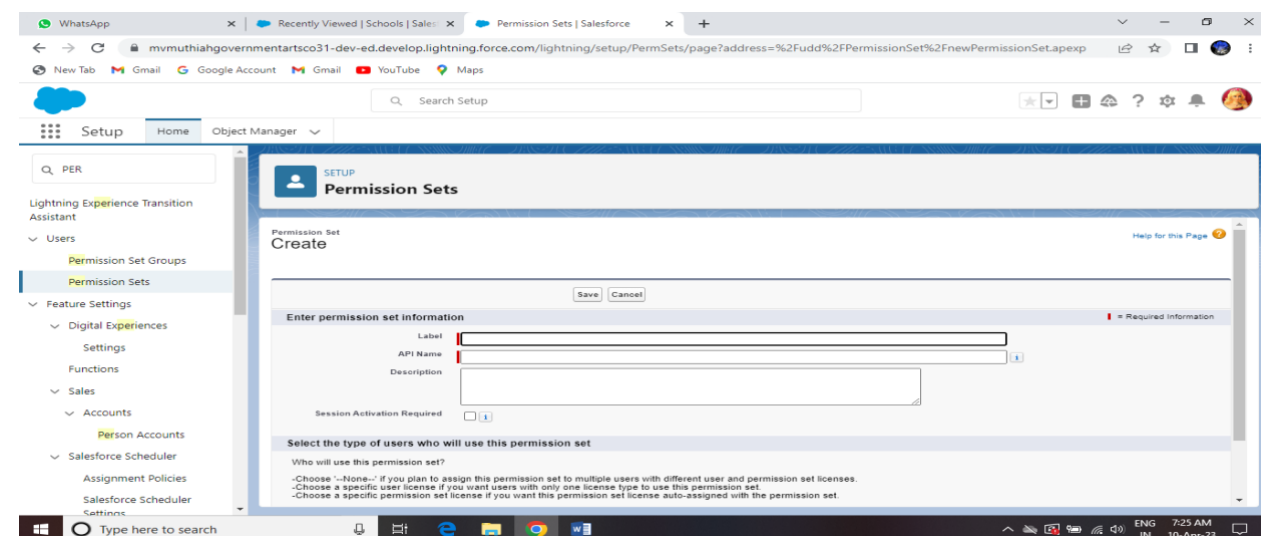 WhatsApp
Recently Viewed | Schools | Sales
Permission Sets | Salesforce
mvmuthiahgovernmentartsco31-dev-ed.develop.lightning.force.com/lightning/setup/PermSets/page?address=%2Fudd%2FPermissionSet%2FnewPermissionSet.apexp
New Tab Gmail Google Account Gmail YouTube Maps
Search Setup
Setup Home Object Manager
PER
Lightning Experience Transition
Assistant
Users
Permission Set Groups
Permission Sets
Feature Settings
Digital Experiences
Settings
Functions
Sales
Accounts
Person Accounts
Salesforce Scheduler
Assignment Policies
Salesforce Scheduler
Settings
SETUP
Permission Sets
Permission Set
Create
Help for this Page
Save Cancel
Enter permission set information
= Required Information
Label
API Name
Description
Session Activation Required
Select the type of users who will use this permission set
Who will use this permission set?
-Choose '--None--' if you plan to assign this permission set to multiple users with different user and permission set licenses.
-Choose a specific user license if you want users with only one license type to use this permission set.
-Choose a specific permission set license if you want this permission set license auto-assigned with the permission set.
Type here to search
ENG 7:25 AM
IN 10-Apr-23